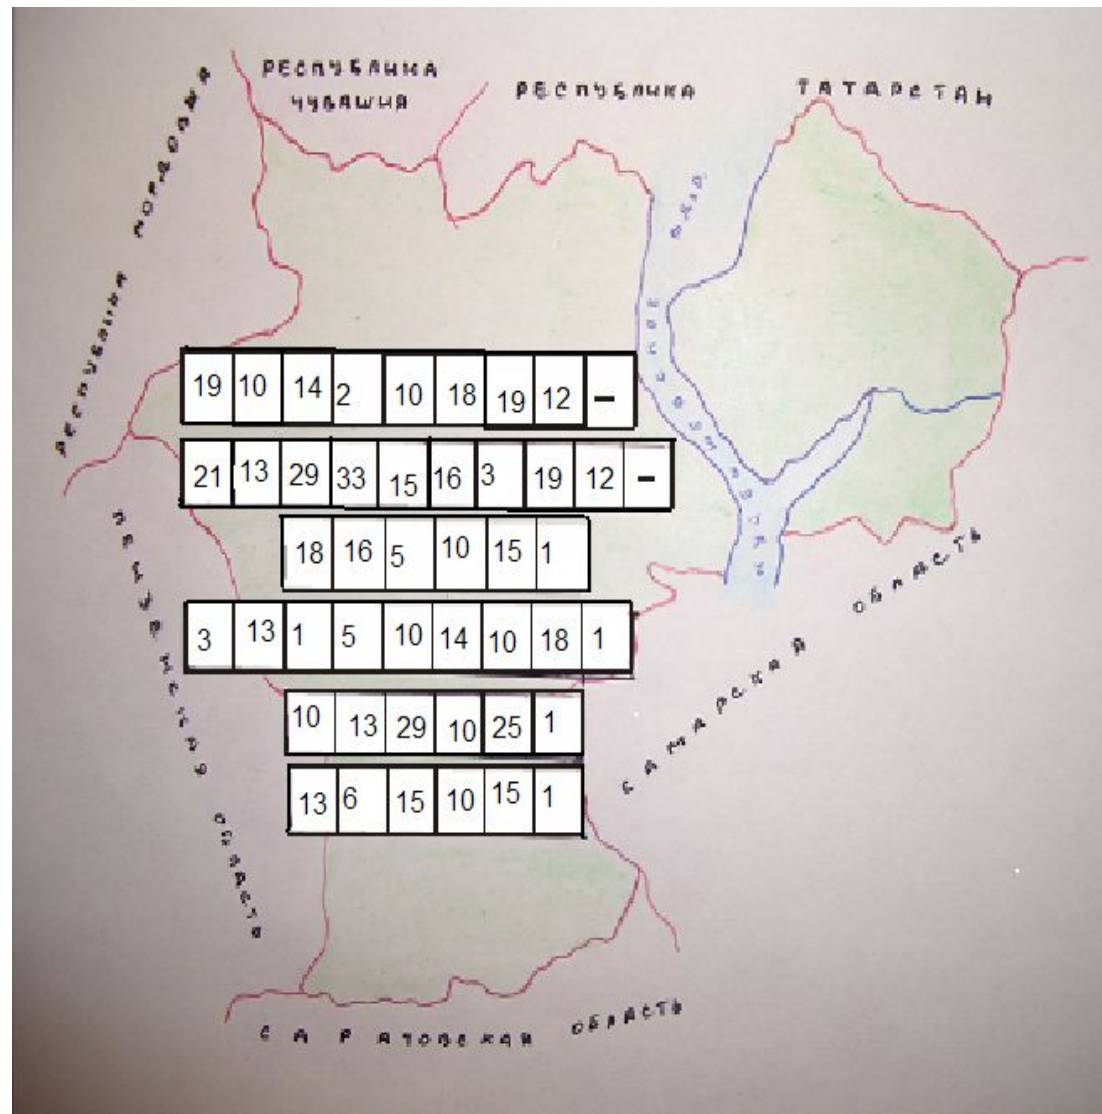 РЕСПУБЛИКА
ЧУВАШИЯ
РЕСПУБЛИКА
ТАТАРСТАН
РЕСПУБЛИКА МОРДОВИЯ
19 10 14 2 10 18 19 12 –
21 13 29 33 15 16 3 19 12 –
18 16 5 10 15 1
3 13 1 5 10 14 10 18 1
10 13 29 10 25 1
13 6 15 10 15 1
ОБЛАСТЬ
САМАРСКАЯ ОБЛАСТЬ
САРАТОВСКАЯ ОБЛАСТЬ